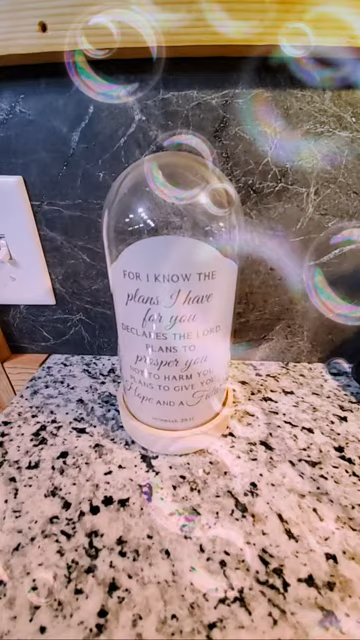 FOR I KNOW THE
plans I have
for you
DECLARES THE LORD
PLANS TO
prosper you
NOT TO HARM YOU
PLANS TO GIVE YOU
Hope AND A